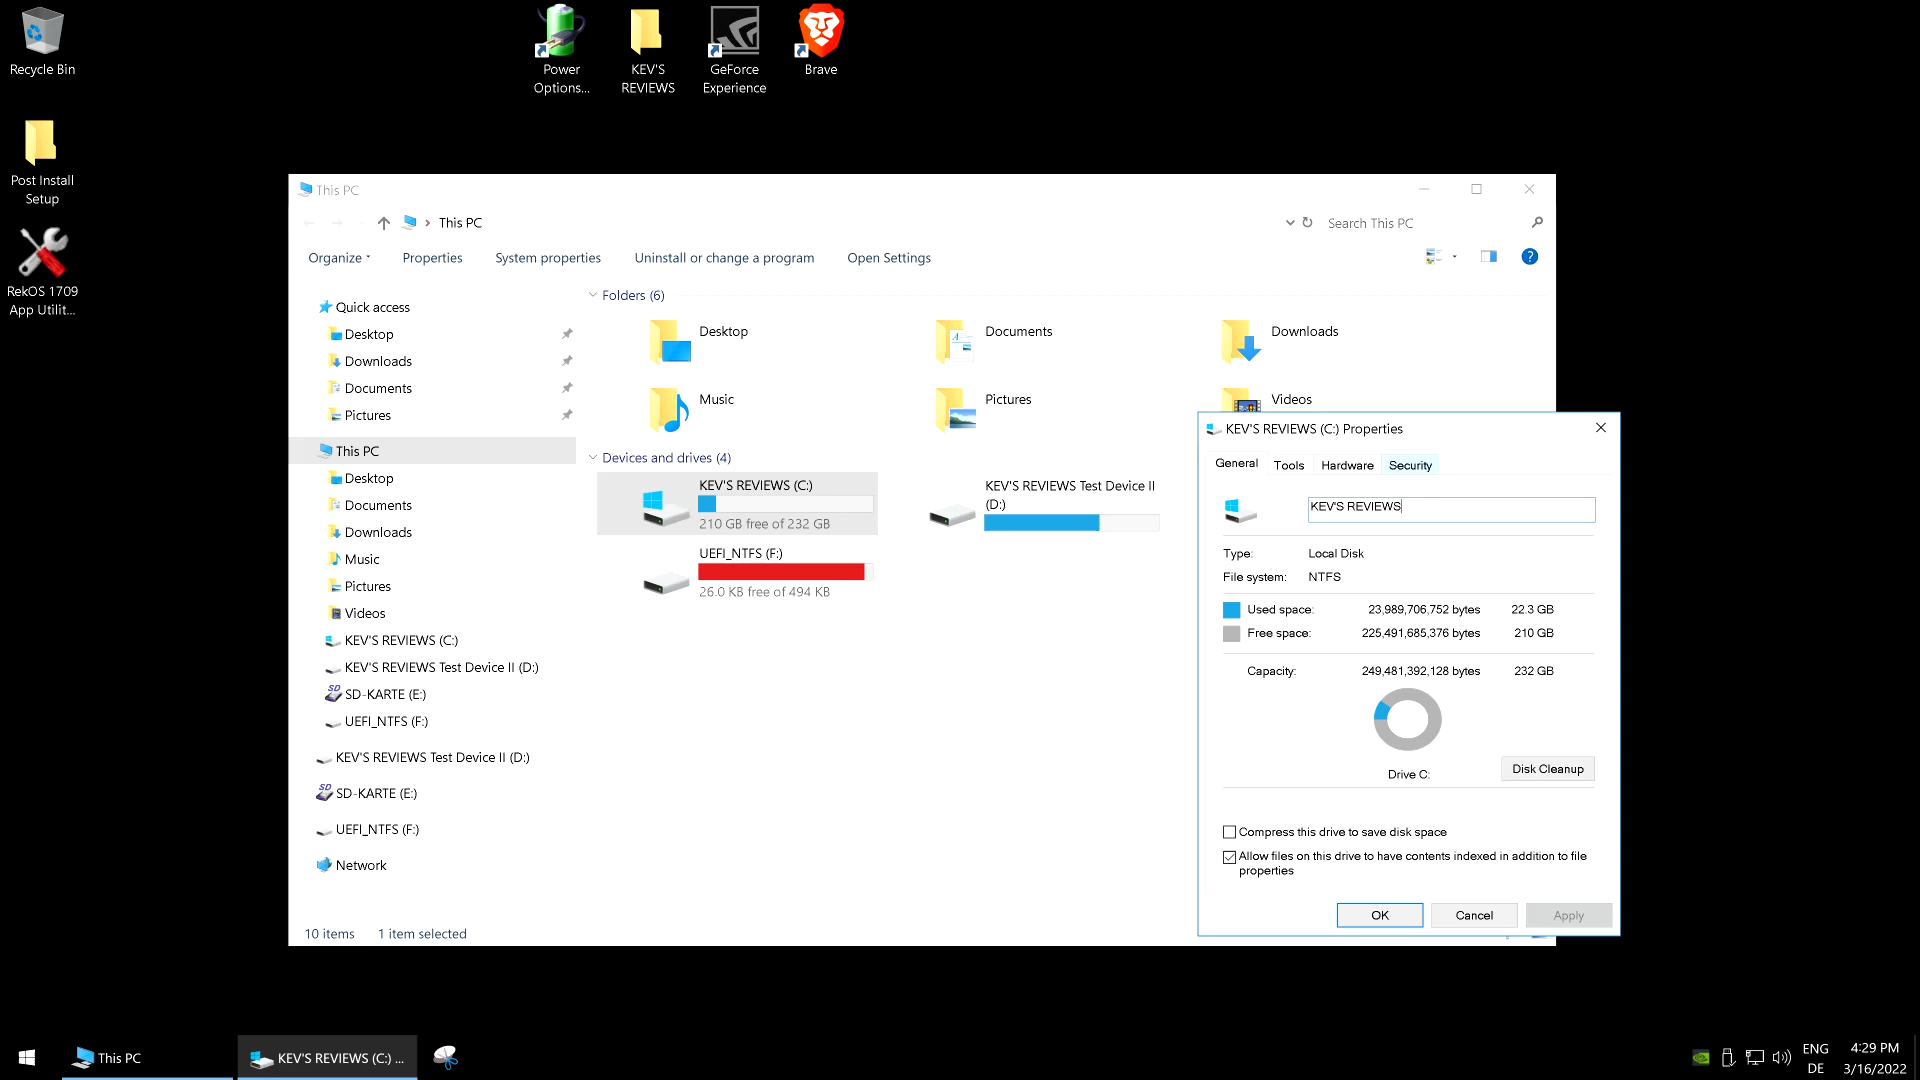 Recycle Bin
Post Install
Setup
RekOS 1709
App Utilit...
Power
Options...
KEV'S
REVIEWS
GeForce
Experience
Brave
This PC
This PC
Search This PC
Organize
Properties
System properties
Uninstall or change a program
Open Settings
?
Quick access
Desktop
Downloads
Documents
Pictures
This PC
Desktop
Documents
Downloads
Music
Pictures
Videos
KEV'S REVIEWS (C:)
KEV'S REVIEWS Test Device II (D:)
SD-KARTE (E:)
UEFI_NTFS (F:)
KEV'S REVIEWS Test Device II (D:)
SD-KARTE (E:)
UEFI_NTFS (F:)
Network
Folders (6)
Desktop
Documents
Downloads
Music
Pictures
Videos
Devices and drives (4)
KEV'S REVIEWS (C:)
210 GB free of 232 GB
KEV'S REVIEWS Test Device II
(D:)
UEFI_NTFS (F:)
26.0 KB free of 494 KB
10 items 1 item selected
KEV'S REVIEWS (C:) Properties
General Tools Hardware Security
KEV'S REVIEWS
Type: Local Disk
File system: NTFS
Used space: 23,989,706,752 bytes 22.3 GB
Free space: 225,491,685,376 bytes 210 GB
Capacity: 249,481,392,128 bytes 232 GB
Drive C:
Disk Cleanup
Compress this drive to save disk space
Allow files on this drive to have contents indexed in addition to file
properties
OK Cancel Apply
This PC
KEV'S REVIEWS (C:) ...
ENG
DE
4:29 PM
3/16/2022